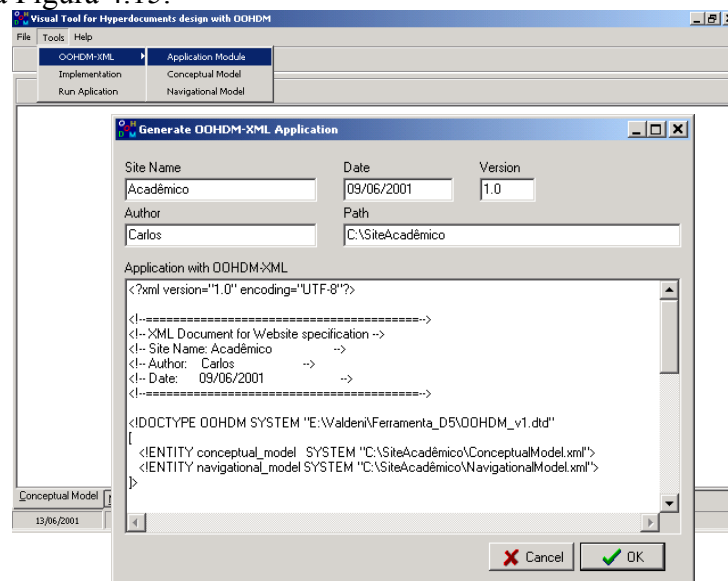 a Figura 4.15.
Visual Tool for Hyperdocuments design with OOHDM
File Tools Help
OOHDM-XML Application Module
Implementation Conceptual Model
Run Aplication Navigational Model
Generate OOHDM-XML Application
Site Name Date Version
Acadêmico 09/06/2001 1.0
Author Path
Carlos C:\SiteAcadêmico
Application with OOHDM-XML
<?xml version="1.0" encoding="UTF-8"?>
<!--=======================================-->
<!-- XML Document for Website specification -->
<!-- Site Name: Acadêmico -->
<!-- Author: Carlos -->
<!-- Date: 09/06/2001 -->
<!--=======================================-->
<!DOCTYPE OOHDM SYSTEM "E:\Valdeni\Ferramenta_D5\OOHDM_v1.dtd"
[
<!ENTITY conceptual_model SYSTEM "C:\SiteAcadêmico\ConceptualModel.xml">
<!ENTITY navigational_model SYSTEM "C:\SiteAcadêmico\NavigationalModel.xml">
]>
Conceptual Model
13/06/2001
Cancel OK